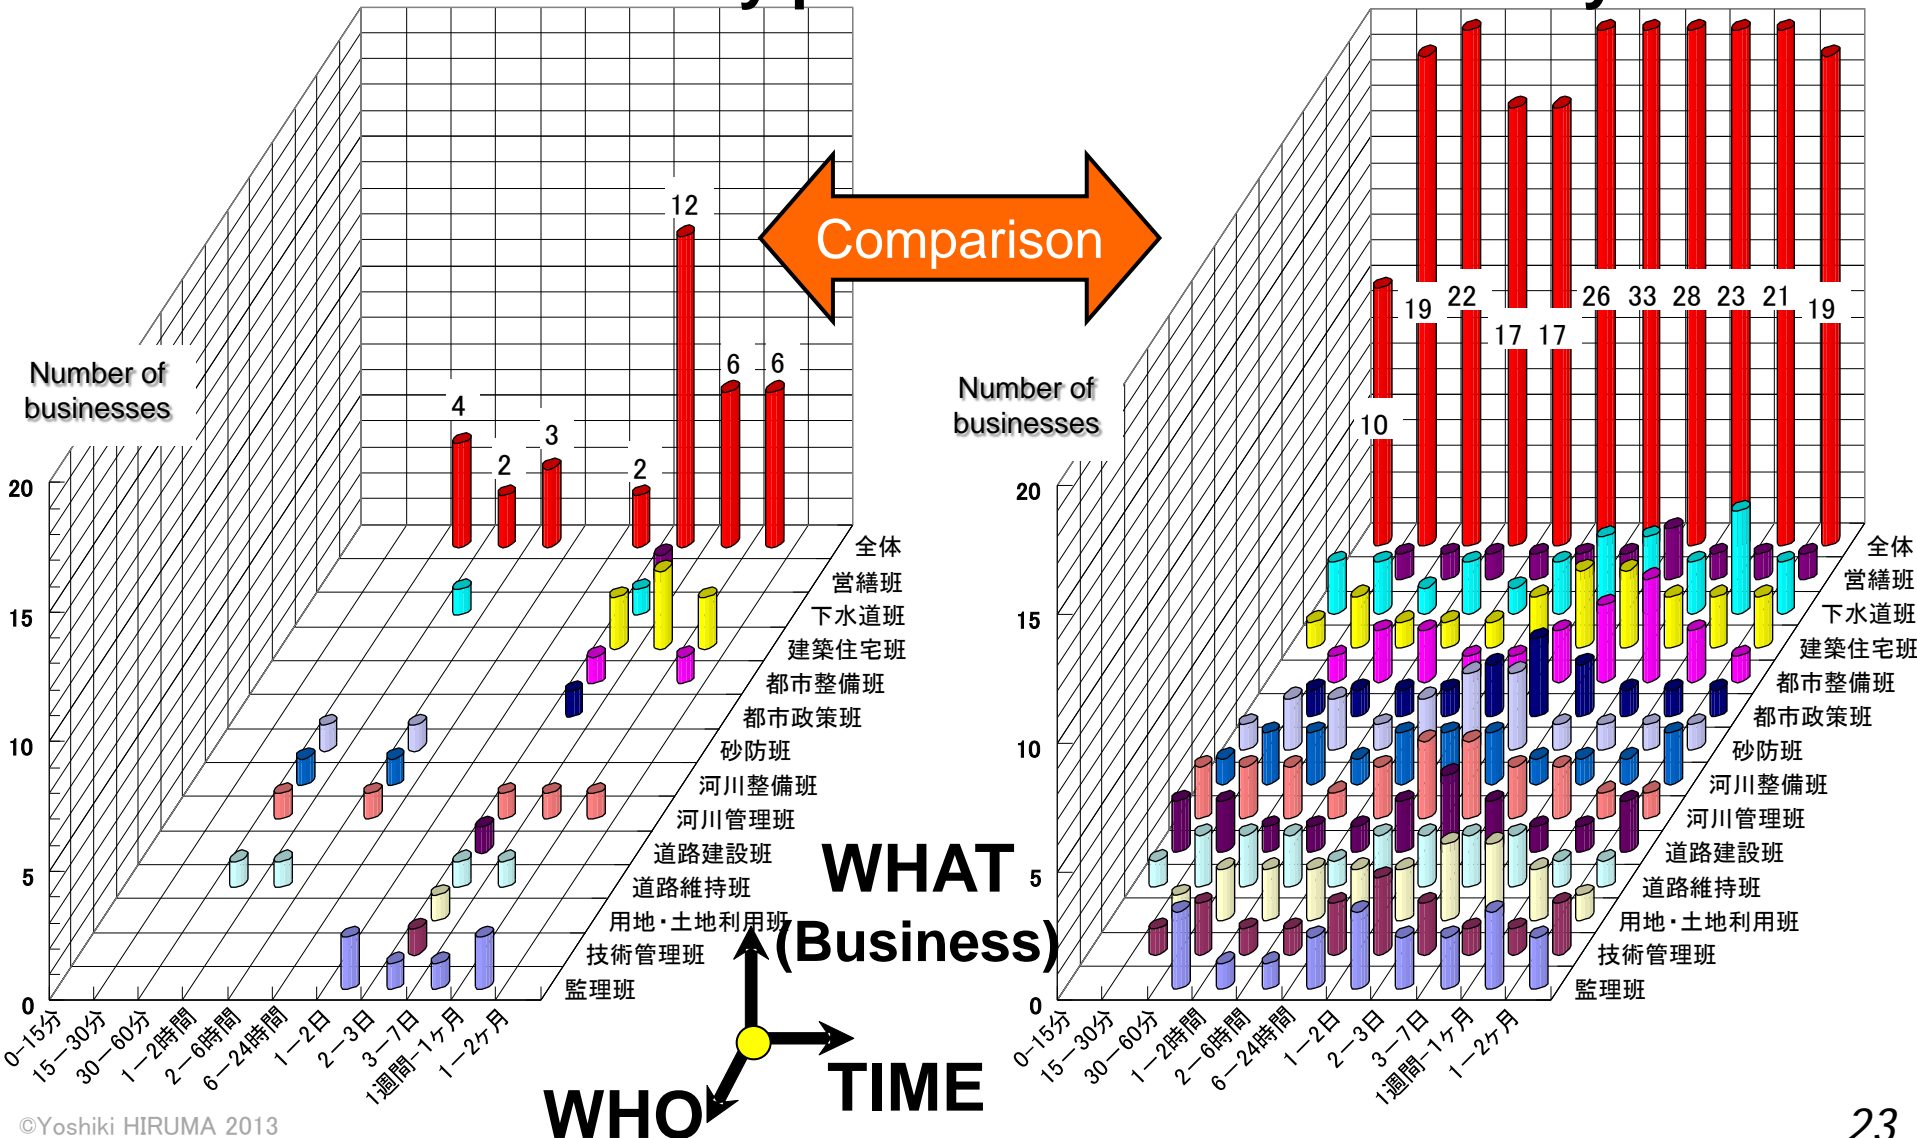 Comparison
Number of
businesses
12
4
2
3
2
6
6
20
15
10
5
0
全体
営繕班
下水道班
建築住宅班
都市整備班
都市政策班
砂防班
河川整備班
河川管理班
道路建設班
道路維持班
用地・土地利用班
技術管理班
監理班
0-15分
15-30分
30-60分
1-2時間
2-6時間
6-24時間
1-2日
2-3日
3-7日
1週間-1ヶ月
1-2ヶ月
Number of
businesses
10
19
22
17
17
26
33
28
23
21
19
20
15
10
5
0
全体
営繕班
下水道班
建築住宅班
都市整備班
都市政策班
砂防班
河川整備班
河川管理班
道路建設班
道路維持班
用地・土地利用班
技術管理班
監理班
0-15分
15-30分
30-60分
1-2時間
2-6時間
6-24時間
1-2日
2-3日
3-7日
1週間-1ヶ月
1-2ヶ月
WHAT
(Business)
TIME
WHO
©Yoshiki HIRUMA 2013
23